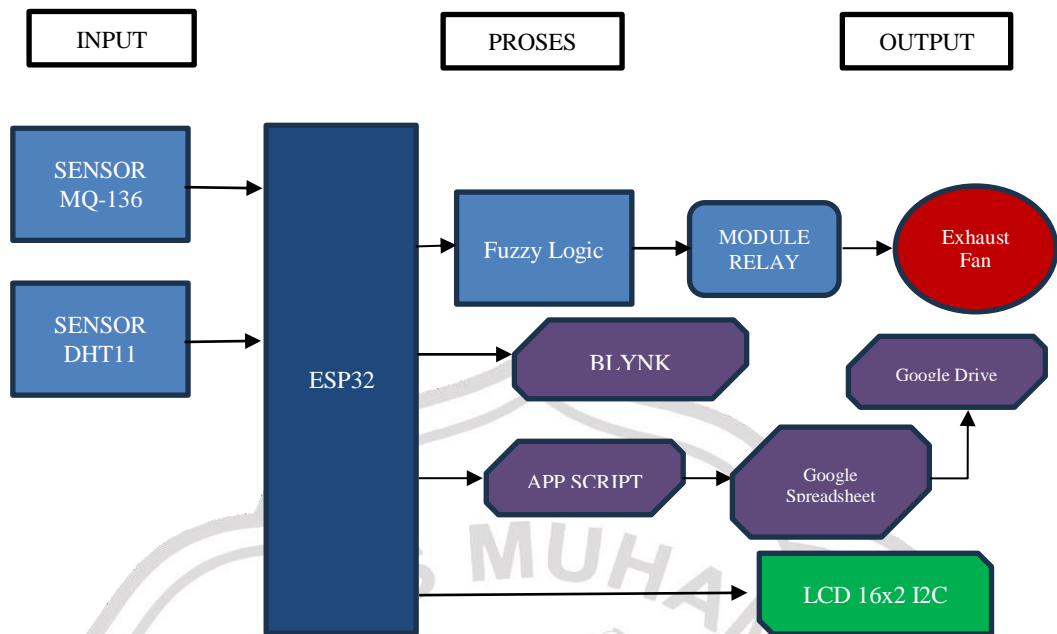 INPUT
PROSES
OUTPUT
SENSOR
MQ-136
SENSOR
DHT11
ESP32
Fuzzy Logic
MODULE
RELAY
Exhaust
Fan
BLYNK
Google Drive
APP SCRIPT
Google
Spreadsheet
LCD 16x2 I2C
S MUHA